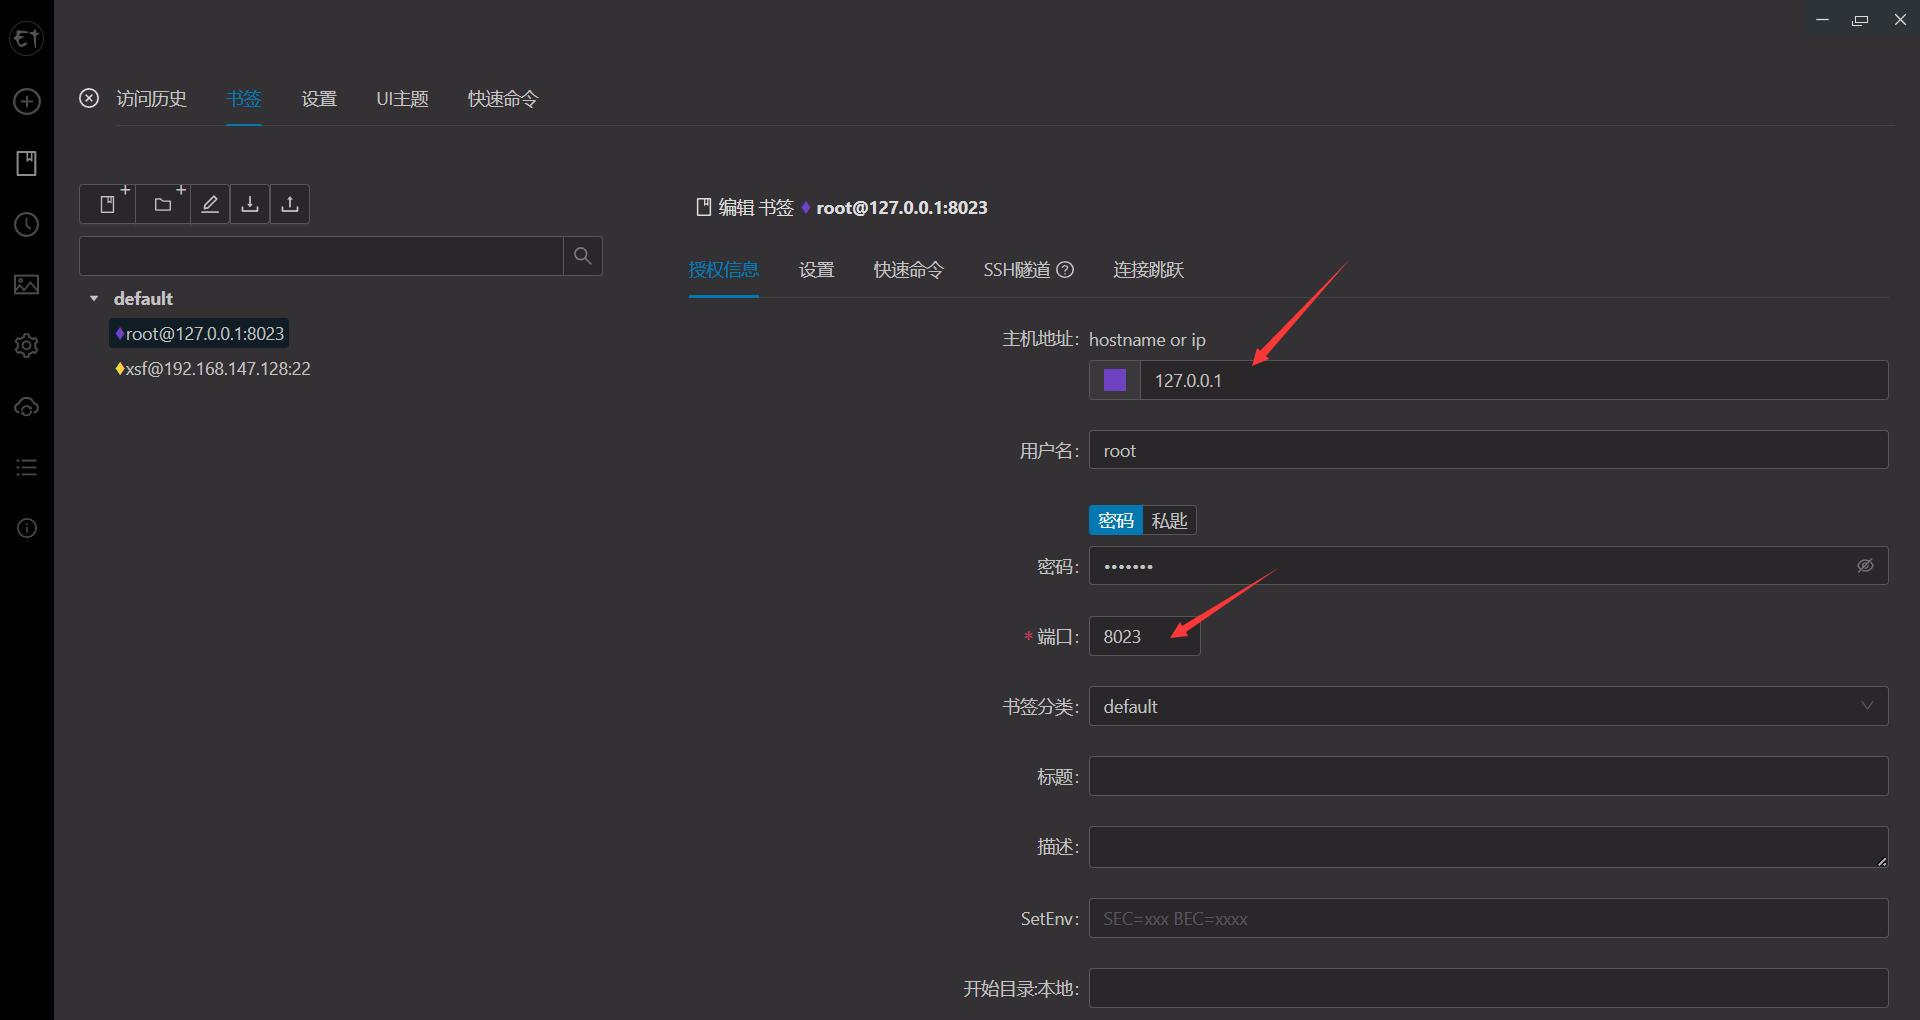 访问历史 书签 设置 UI主题 快速命令
编辑 书签 root@127.0.0.1:8023
授权信息 设置 快速命令 SSH隧道 连接跳跃
default
root@127.0.0.1:8023
xsf@192.168.147.128:22
主机地址: hostname or ip
127.0.0.1
用户名: root
密码 私匙
密码: •••••••
* 端口: 8023
书签分类: default
标题:
描述:
SetEnv: SEC=xxx BEC=xxxx
开始目录:本地: